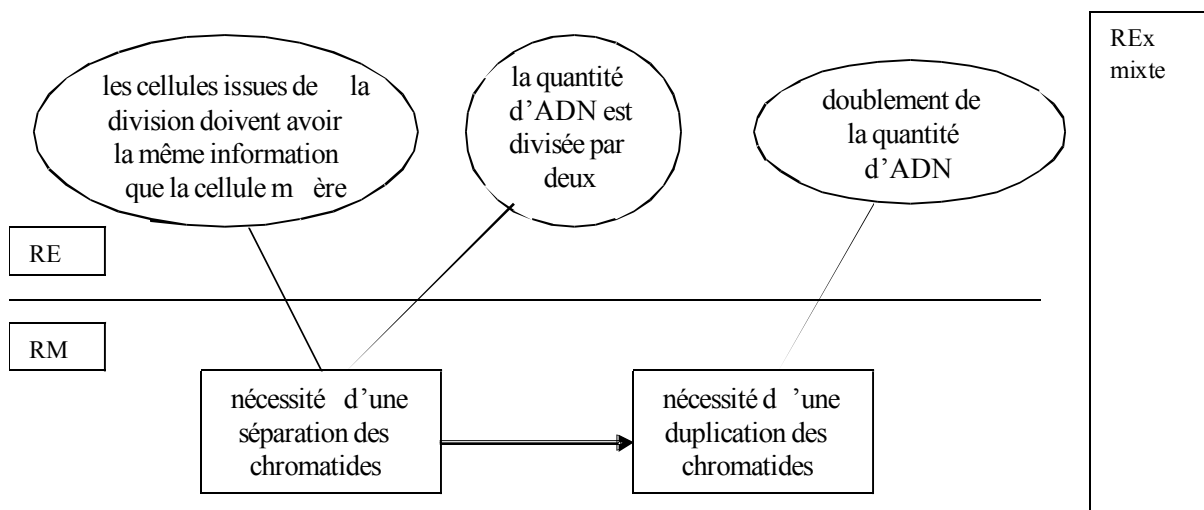 les cellules issues de la
division doivent avoir
la même information
que la cellule m ère
la quantité
d’ADN est
divisée par
deux
doublement de
la quantité
d’ADN
REx
mixte
RE
RM
nécessité d’une
séparation des
chromatides
nécessité d ’une
duplication des
chromatides